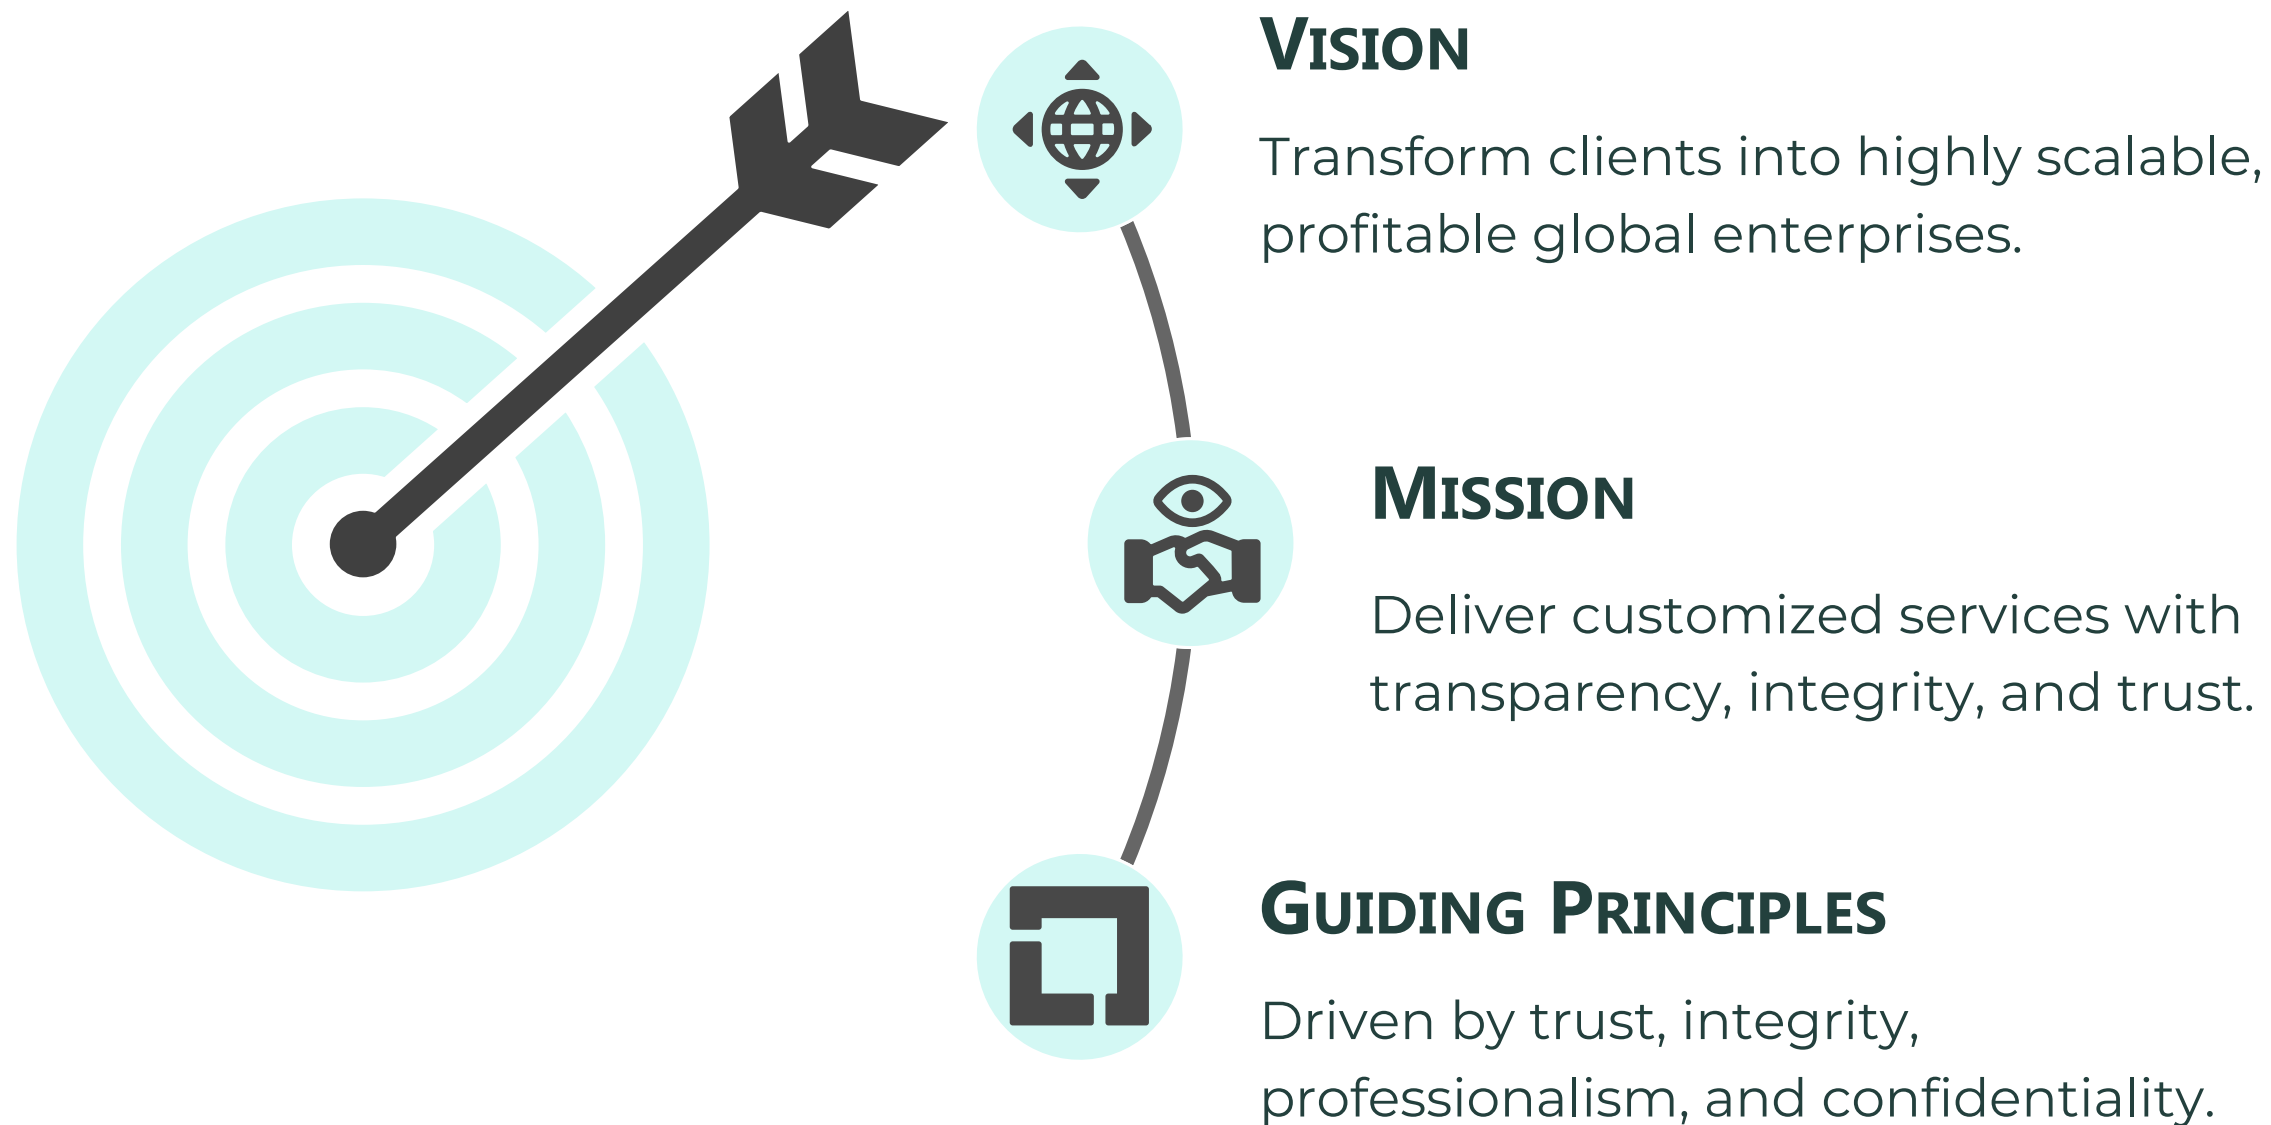 Vision
Transform clients into highly scalable,
profitable global enterprises.
Mission
Deliver customized services with
transparency, integrity, and trust.
Guiding Principles
Driven by trust, integrity,
professionalism, and confidentiality.